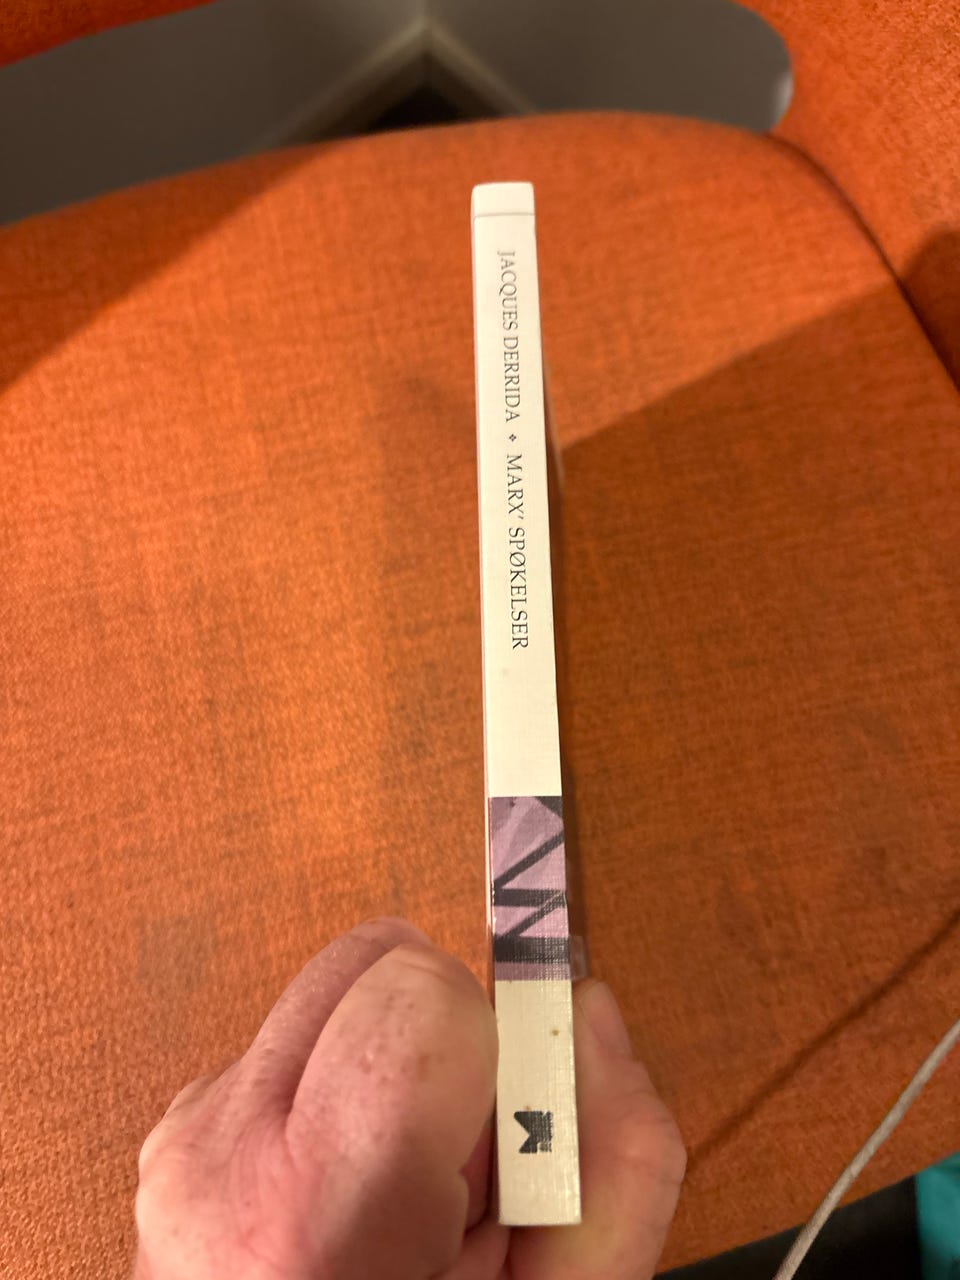 JACQUES DERRIDA ❖ MARX' SPØKELSER